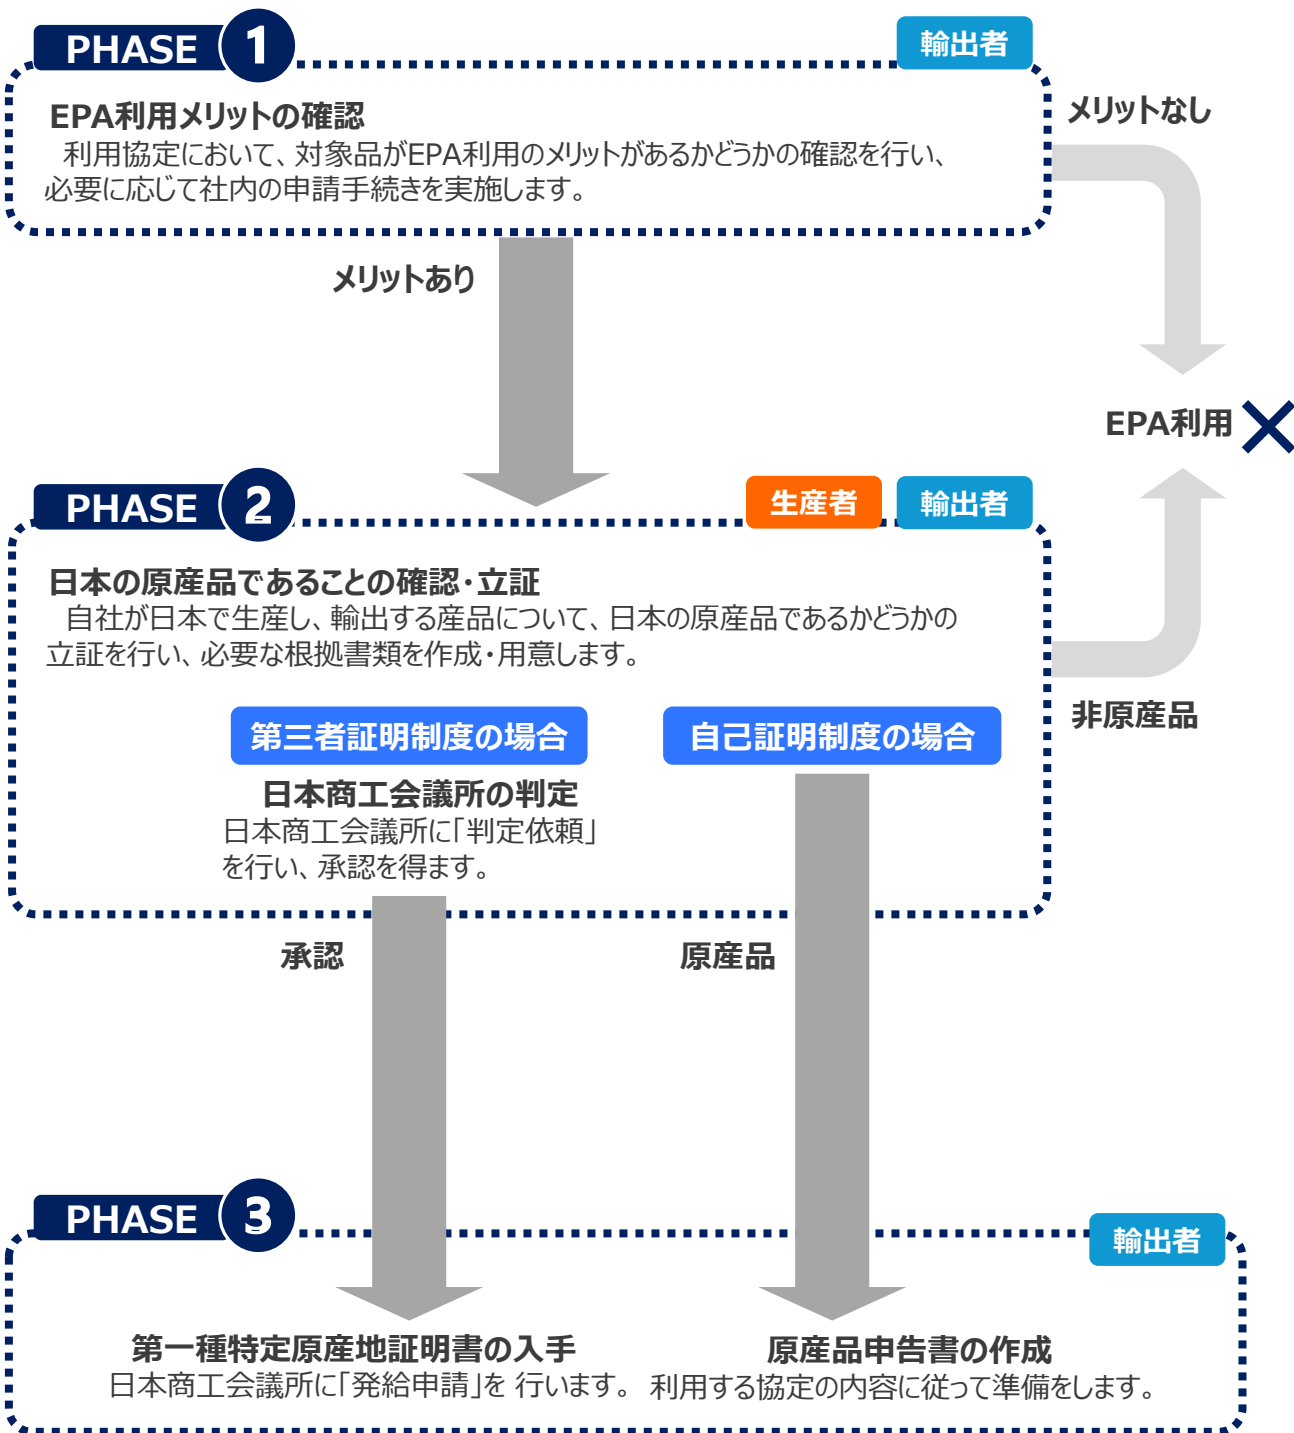 PHASE 1
輸出者
EPA利用メリットの確認
利用協定において、対象品がEPA利用のメリットがあるかどうかの確認を行い、
必要に応じて社内の申請手続きを実施します。
メリットなし
メリットあり
EPA利用
PHASE 2
生産者
輸出者
日本の原産品であることの確認・立証
自社が日本で生産し、輸出する産品について、日本の原産品であるかどうかの
立証を行い、必要な根拠書類を作成・用意します。
非原産品
第三者証明制度の場合
日本商工会議所の判定
日本商工会議所に「判定依頼」
を行い、承認を得ます。
自己証明制度の場合
承認
原産品
PHASE 3
輸出者
第一種特定原産地証明書の入手
日本商工会議所に「発給申請」を 行います。
原産品申告書の作成
利用する協定の内容に従って準備をします。